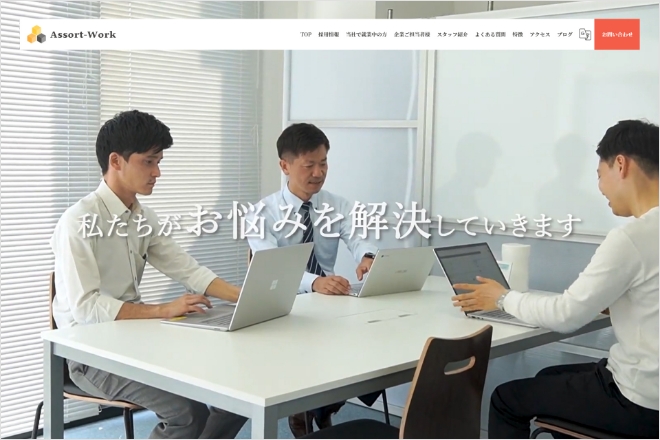 Assort-Work
TOP 採用情報 当社で就業中の方 企業ご担当者様 スタッフ紹介 よくある質問 特徴 アクセス ブログ お問い合わせ
私たちがお悩みを解決していきます